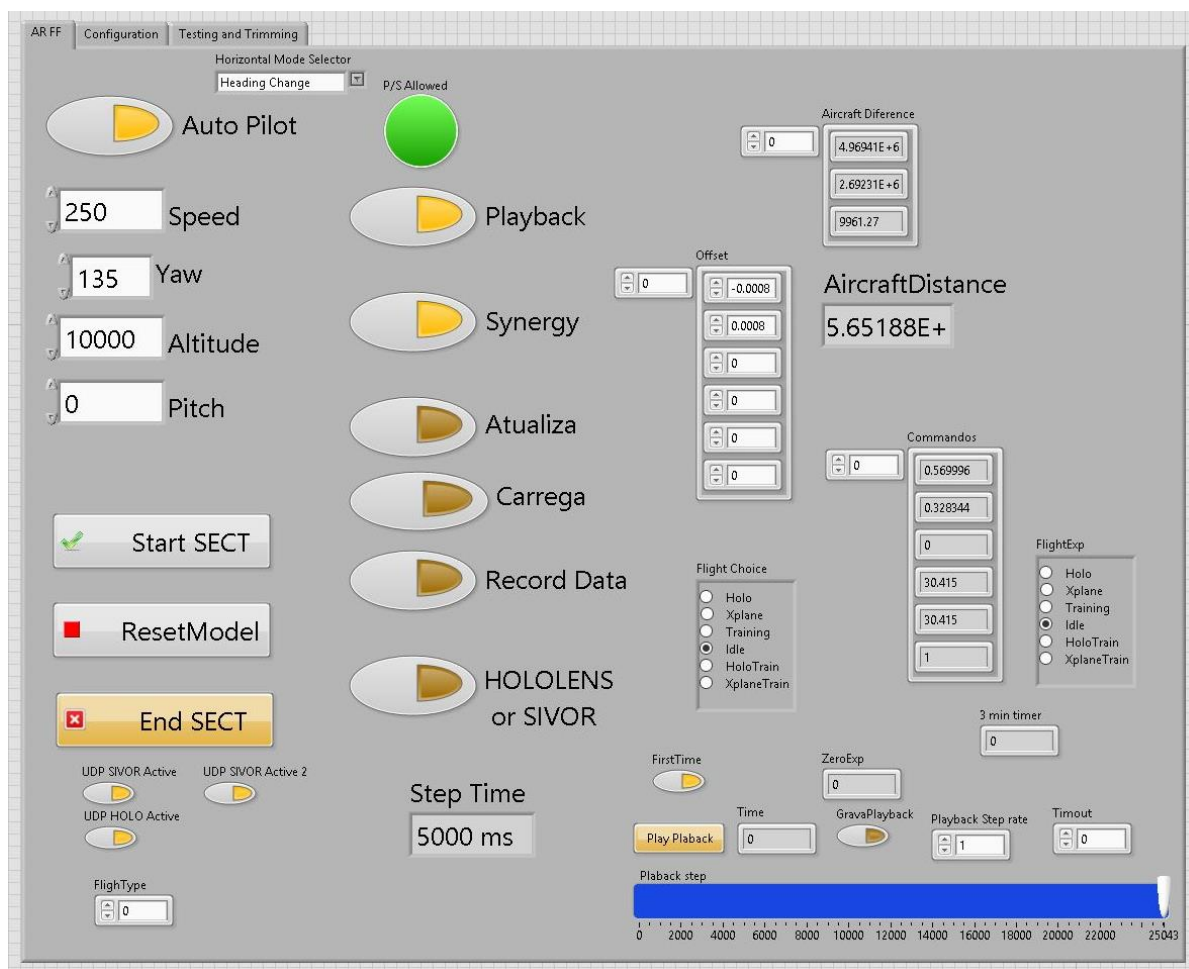 AR FF
Configuration
Testing and Trimming
Horizontal Mode Selector
Heading Change
P/S Allowed
Auto Pilot
Aircraft Diference
0
4.96941E+6
2.69231E+6
9961.27
250
Speed
Playback
135
Yaw
Offset
0
-0.0008
0.0008
0
0
0
0
AircraftDistance
5.65188E+
Synergy
10000
Altitude
0
Pitch
Atualiza
Commandos
0
0.569996
0.328344
0
30.415
30.415
1
Carrega
Start SECT
Record Data
Flight Choice
Holo
Xplane
Training
Idle
HoloTrain
XplaneTrain
FlightExp
Holo
Xplane
Training
Idle
HoloTrain
XplaneTrain
ResetModel
HOLOLENS
or SIVOR
End SECT
3 min timer
0
UDP SIVOR Active
UDP SIVOR Active 2
UDP HOLO Active
Step Time
5000 ms
FirstTime
ZeroExp
0
Play Plaback
Time
0
GravaPlayback
Playback Step rate
1
Timout
0
FlighType
0
Plaback step
0 2000 4000 6000 8000 10000 12000 14000 16000 18000 20000 22000 25043